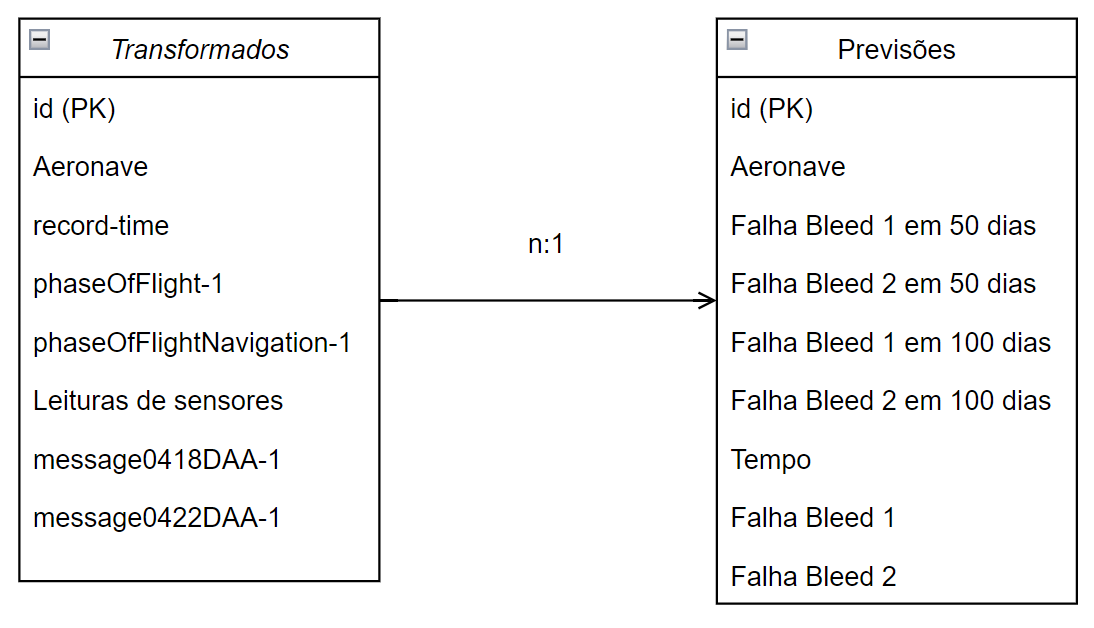 Transformados
id (PK)
Aeronave
record-time
phaseOfFlight-1
phaseOfFlightNavigation-1
Leituras de sensores
message0418DAA-1
message0422DAA-1
n:1
Previsões
id (PK)
Aeronave
Falha Bleed 1 em 50 dias
Falha Bleed 2 em 50 dias
Falha Bleed 1 em 100 dias
Falha Bleed 2 em 100 dias
Tempo
Falha Bleed 1
Falha Bleed 2